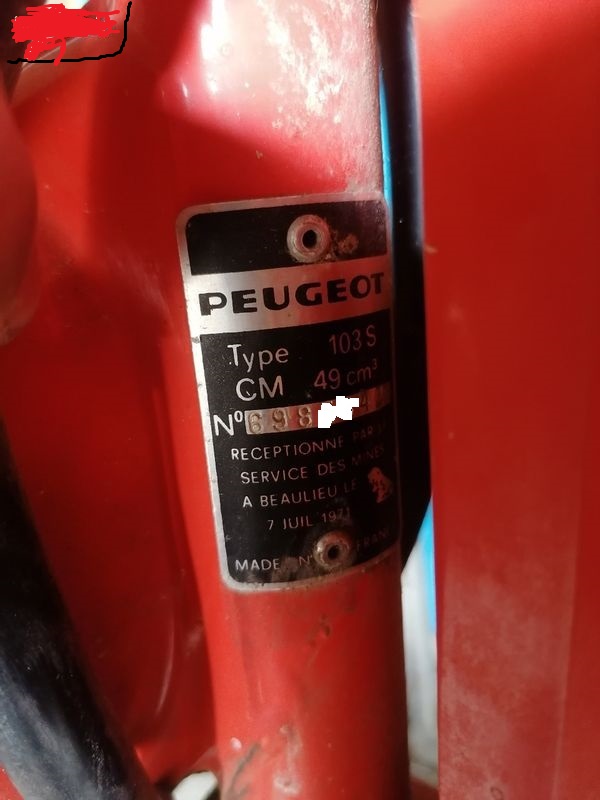 PEUGEOT
Type 103 S
CM 49 cm³
Nº 698
RECEPTIONNE PAR
SERVICE DES MINES
A BEAULIEU LE
7 JUIL 1971
MADE IN FRANCE